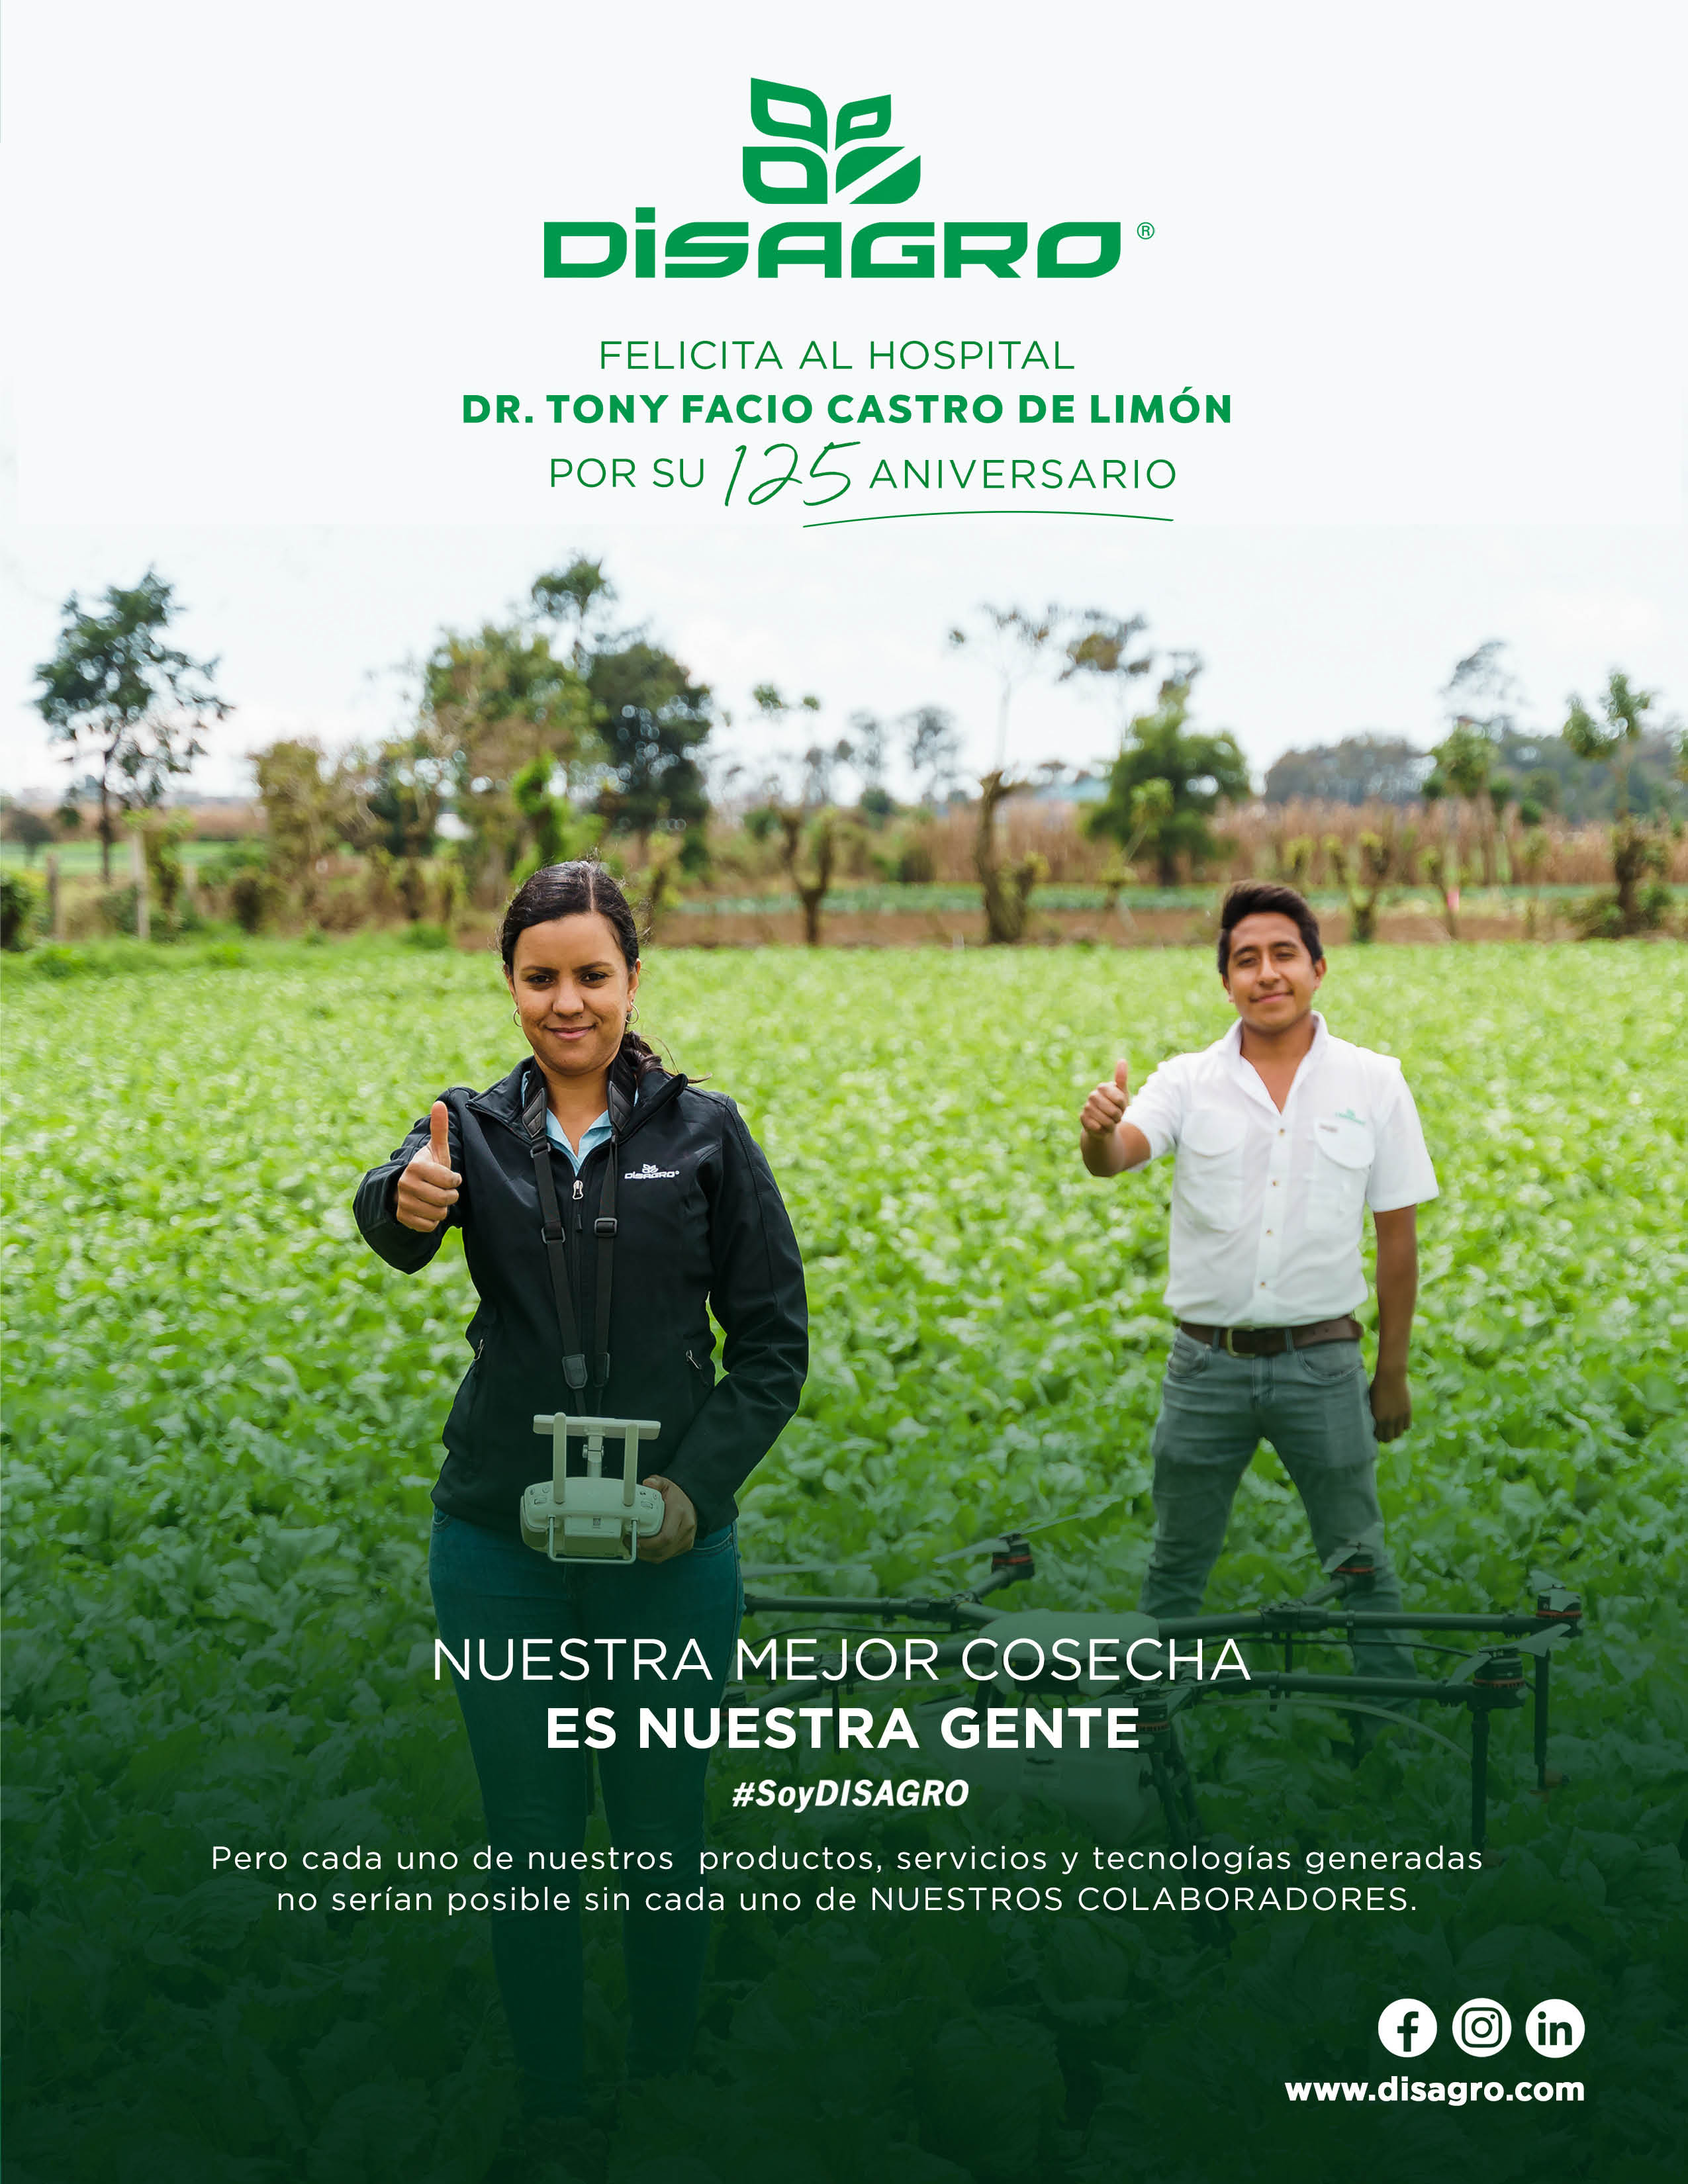 DiSAGRO®
FELICITA AL HOSPITAL
DR. TONY FACIO CASTRO DE LIMÓN
POR SU 125 ANIVERSARIO
DiSAGRO®
NUESTRA MEJOR COSECHA
ES NUESTRA GENTE
#SoyDISAGRO
Pero cada uno de nuestros productos, servicios y tecnologías generadas
no serían posible sin cada uno de NUESTROS COLABORADORES.
in
www.disagro.com